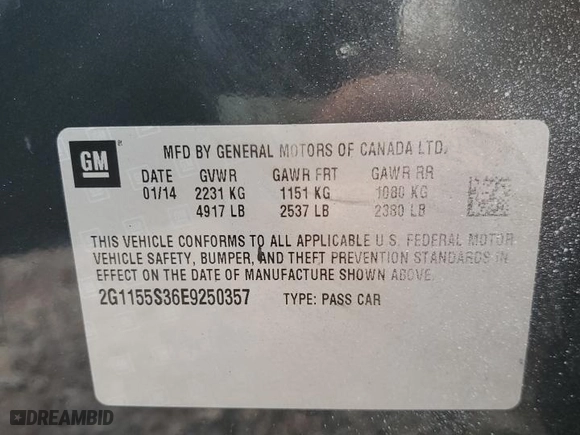 GM
MFD BY GENERAL MOTORS OF CANADA LTD.
DATE GVWR GAWR FRT GAWR RR
01/14 2231 KG 1151 KG 1080 KG
4917 LB 2537 LB 2380 LB
THIS VEHICLE CONFORMS TO ALL APPLICABLE U.S. FEDERAL MOTOR
VEHICLE SAFETY, BUMPER, AND THEFT PREVENTION STANDARDS IN
EFFECT ON THE DATE OF MANUFACTURE SHOWN ABOVE.
2G1155S36E9250357 TYPE: PASS CAR
DREAMBID